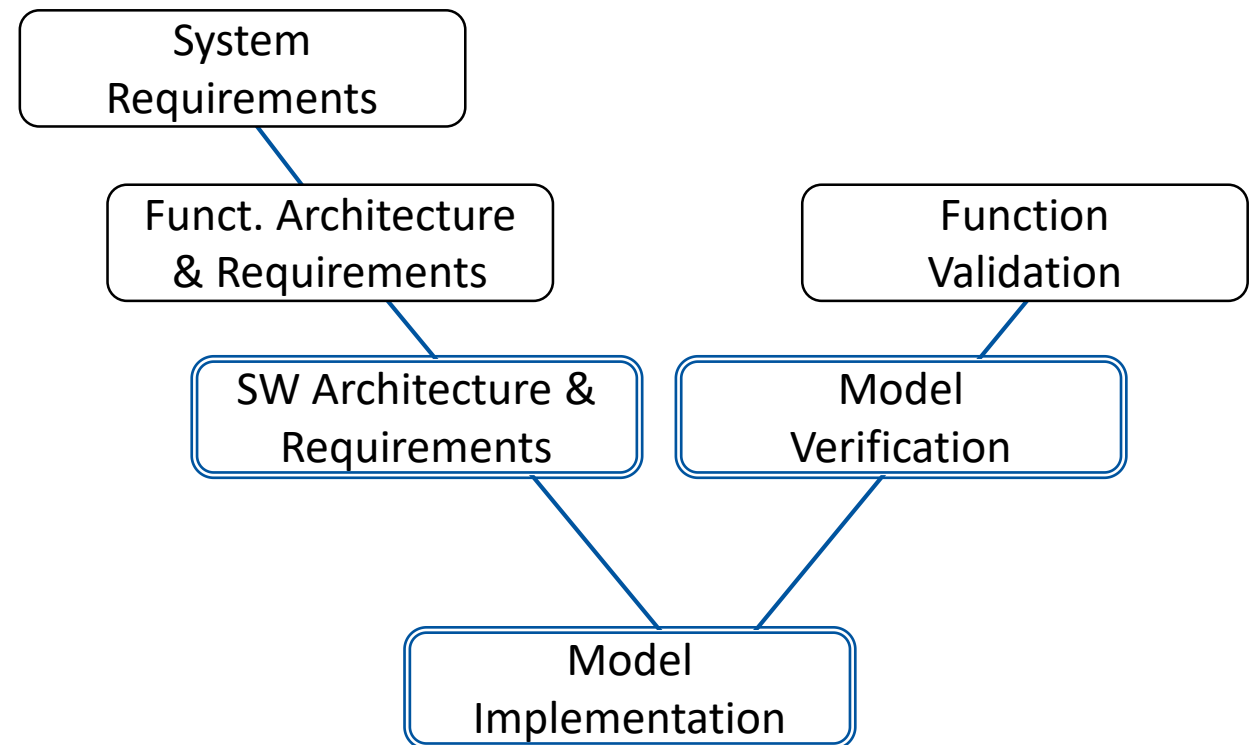 System
Requirements
Funct. Architecture
& Requirements
Function
Validation
SW Architecture &
Requirements
Model
Verification
Model
Implementation